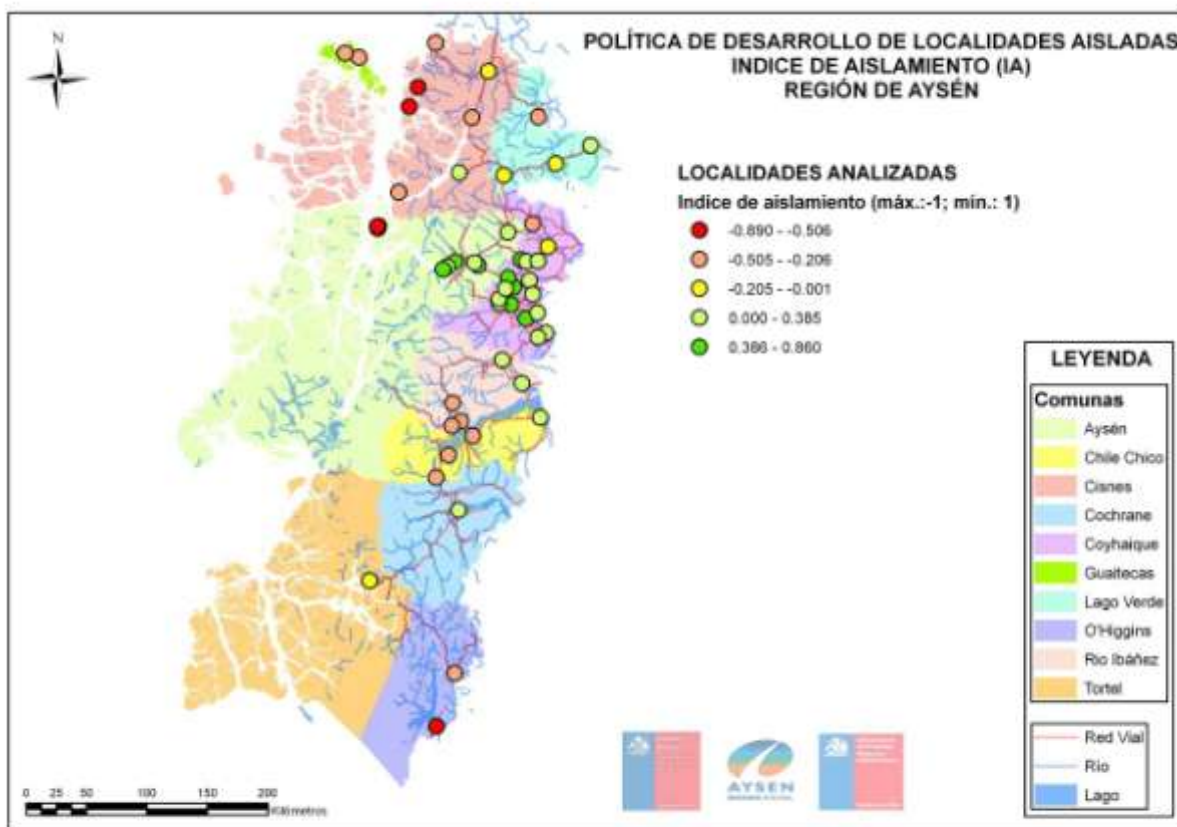 POLÍTICA DE DESARROLLO DE LOCALIDADES AISLADAS
INDICE DE AISLAMIENTO (IA)
REGIÓN DE AYSÉN
N
LOCALIDADES ANALIZADAS
Indice de aislamiento (máx.:-1; mín.: 1)
-0.890 - -0.506
-0.505 - -0.206
-0.205 - -0.001
0.000 - 0.385
0.386 - 0.860
LEYENDA
Comunas
Aysén
Chile Chico
Cisnes
Cochrane
Coyhaique
Guaitecas
Lago Verde
O'Higgins
Rio Ibáñez
Tortel
Red Vial
Río
Lago
AYSEN
0 25 50 100 150 200
Kilómetros